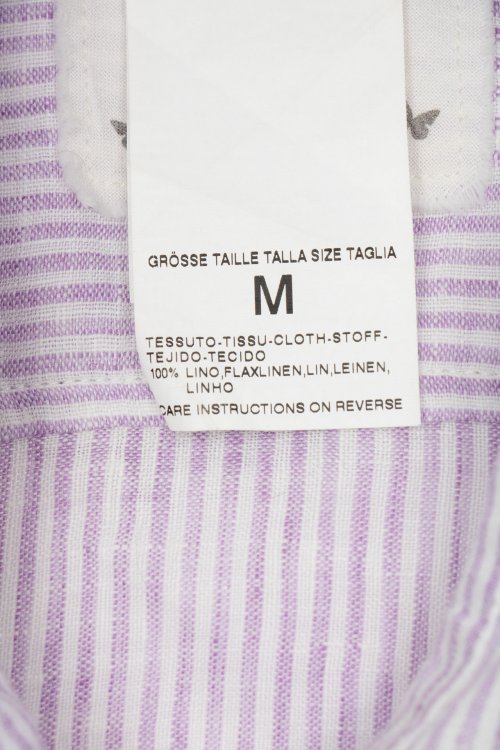 GRÖSSE TAILLE TALLA SIZE TAGLIA
M
TESSUTO-TISSU-CLOTH-STOFF-
TEJIDO-TECIDO
100% LINO,FLAXLINEN,LIN,LEINEN,
LINHO
CARE INSTRUCTIONS ON REVERSE